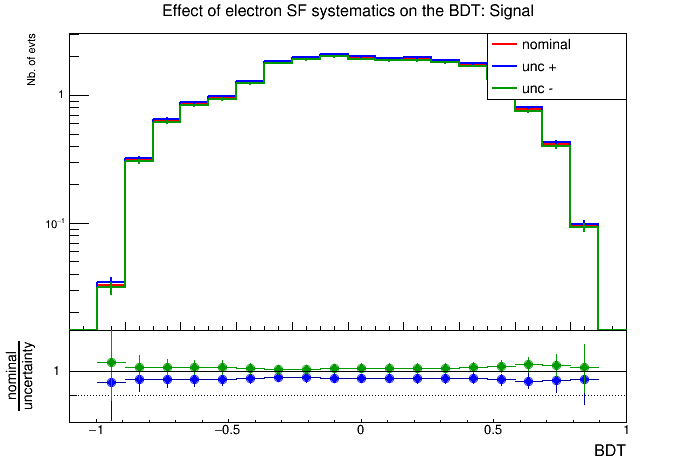 Effect of electron SF systematics on the BDT: Signal
Nb. of evts
nominal
unc +
unc -
1
10⁻¹
nominal
uncertainty
1
−1 −0.5 0 0.5 1
BDT